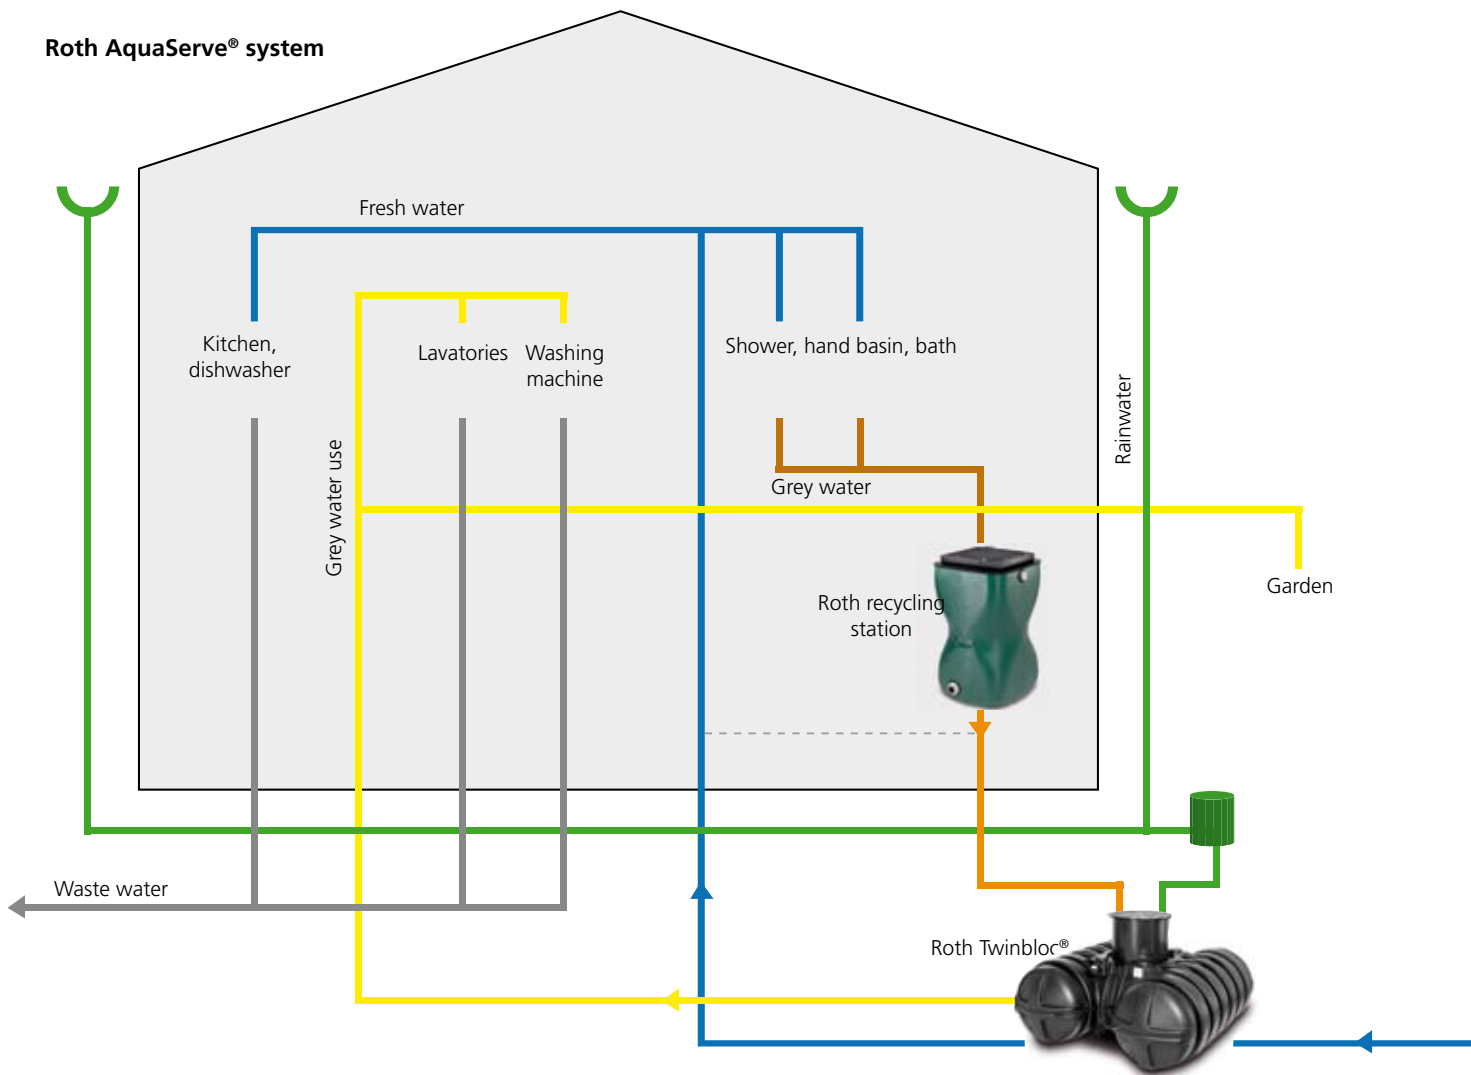 Roth AquaServe® system
Fresh water
Kitchen,
dishwasher
Lavatories
Washing
machine
Shower, hand basin, bath
Grey water use
Grey water
Rainwater
Roth recycling
station
Garden
Waste water
Roth Twinbloc®